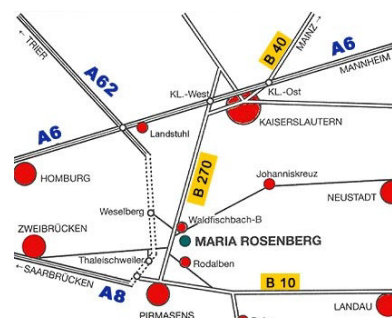 ← TRIER
MAINZ →
B 40
A6
MANNHEIM
A62
KL.-West
KL.-Ost
KAISERSLAUTERN
Landstuhl
A6
HOMBURG
B 270
Johanniskreuz
NEUSTADT
Weselberg
Waldfischbach-B
ZWEIBRÜCKEN
MARIA ROSENBERG
Thaleischweiler
Rodalben
← SAARBRÜCKEN
A8
B 10
PIRMASENS
LANDAU